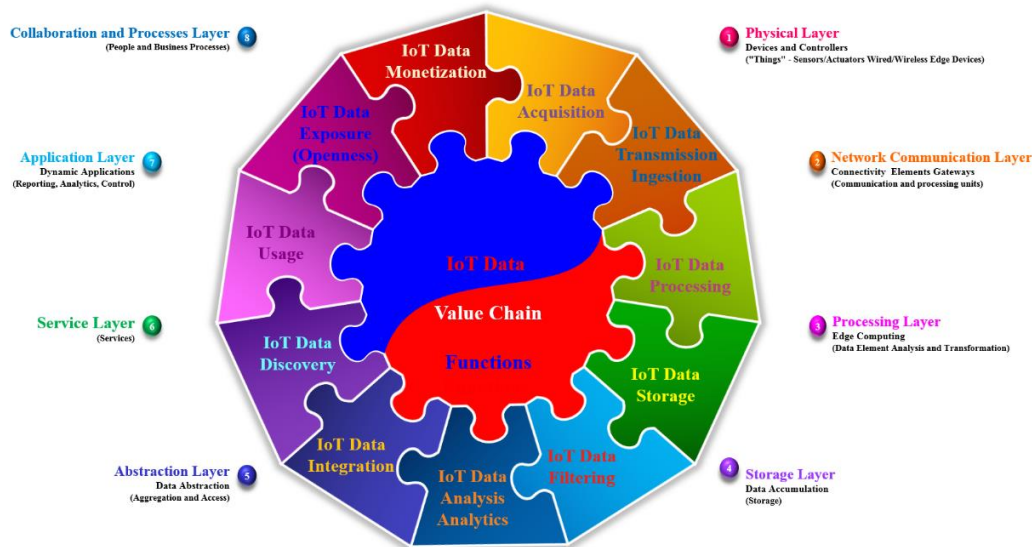 Collaboration and Processes Layer
(People and Business Processes)
8
Application Layer
Dynamic Applications
(Reporting, Analytics, Control)
7
Service Layer
(Services)
6
Abstraction Layer
Data Abstraction
(Aggregation and Access)
5
IoT Data
Monetization
IoT Data
Acquisition
IoT Data
Exposure
(Openness)
IoT Data
Transmission
Ingestion
IoT Data
Usage
IoT Data
Processing
IoT Data
Discovery
IoT Data
Storage
IoT Data
Integration
IoT Data
Filtering
IoT Data
Analysis
Analytics
IoT Data
Value Chain
Functions
1
Physical Layer
Devices and Controllers
("Things" - Sensors/Actuators Wired/Wireless Edge Devices)
2
Network Communication Layer
Connectivity Elements Gateways
(Communication and processing units)
3
Processing Layer
Edge Computing
(Data Element Analysis and Transformation)
4
Storage Layer
Data Accumulation
(Storage)